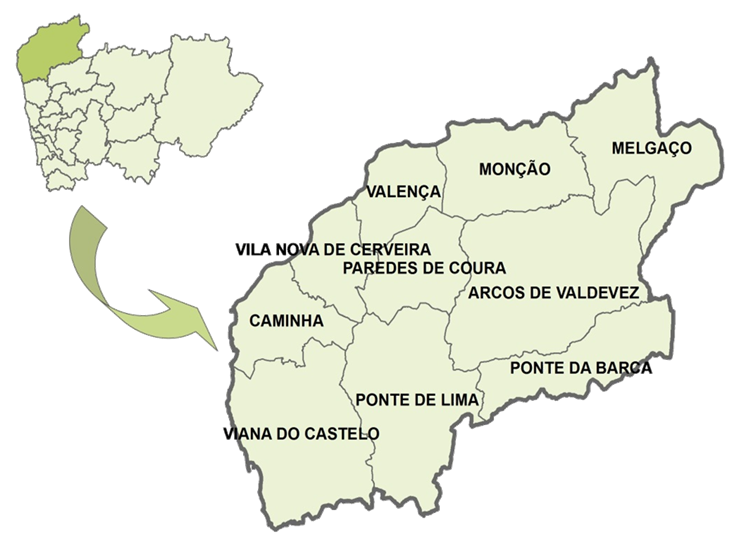 MELGAÇO
MONÇÃO
VALENÇA
VILA NOVA DE CERVEIRA
PAREDES DE COURA
ARCOS DE VALDEVEZ
CAMINHA
PONTE DA BARCA
PONTE DE LIMA
VIANA DO CASTELO